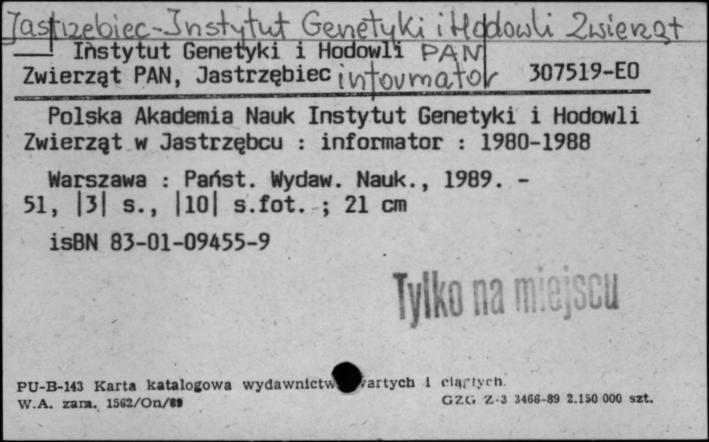 Jastrzębiec-Instytut Genetyki i Hodowli Zwierząt
Instytut Genetyki i Hodowli PAN
Zwierząt PAN, Jastrzębiec informator 307519-EO
Polska Akademia Nauk Instytut Genetyki i Hodowli
Zwierząt w Jastrzębcu : informator : 1980-1988
Warszawa : Państ. Wydaw. Nauk., 1989. -
51, |3| s., |10| s.fot. ; 21 cm
isBN 83-01-09455-9
Tylko na miejscu
PU-B-143 Karta katalogowa wydawnictw zwartych i ciągłych.
W.A. zam. 1562/On/89 GZG Z-3 3466-89 2.150 000 szt.